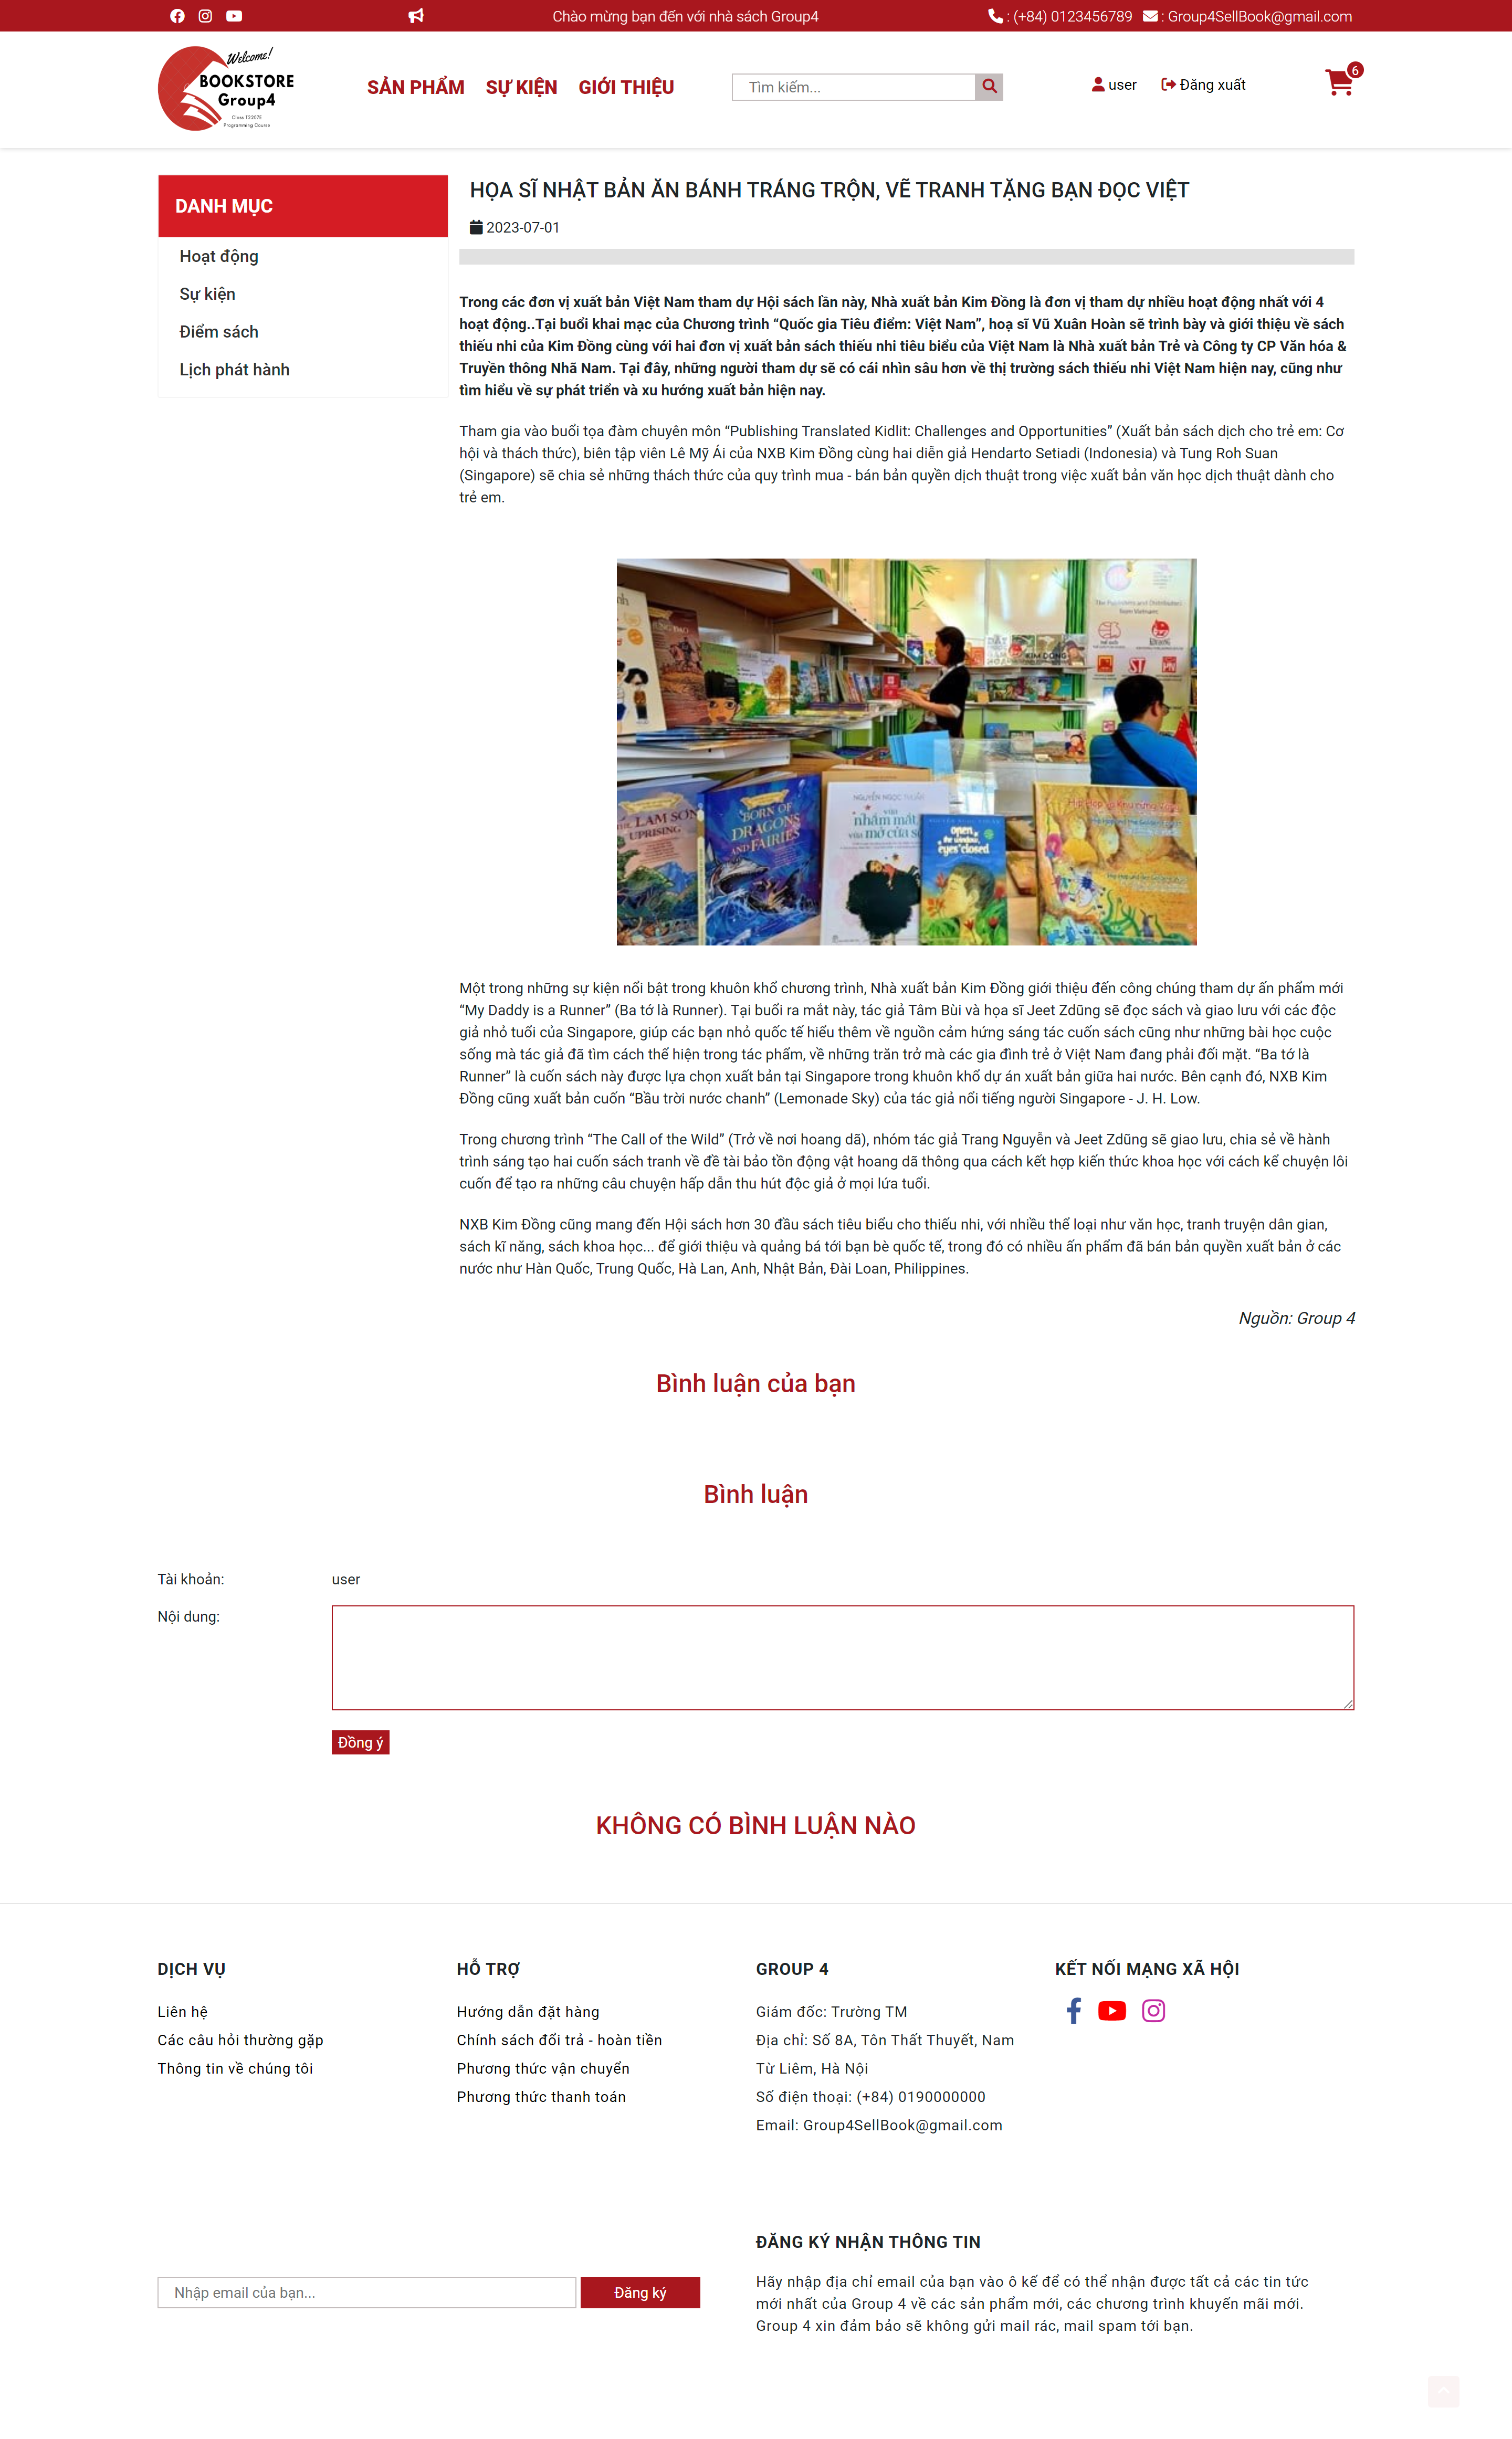 Chào mừng bạn đến với nhà sách Group4
: (+84) 0123456789 : Group4SellBook@gmail.com
Welcome!
BOOKSTORE
Group4
Class T2207E
Programming Course
SẢN PHẨM SỰ KIỆN GIỚI THIỆU
Tìm kiếm...
user Đăng xuất
6
DANH MỤC
Hoạt động
Sự kiện
Điểm sách
Lịch phát hành
HỌA SĨ NHẬT BẢN ĂN BÁNH TRÁNG TRỘN, VẼ TRANH TẶNG BẠN ĐỌC VIỆT
2023-07-01
Trong các đơn vị xuất bản Việt Nam tham dự Hội sách lần này, Nhà xuất bản Kim Đồng là đơn vị tham dự nhiều hoạt động nhất với 4
hoạt động..Tại buổi khai mạc của Chương trình “Quốc gia Tiêu điểm: Việt Nam”, hoạ sĩ Vũ Xuân Hoàn sẽ trình bày và giới thiệu về sách
thiếu nhi của Kim Đồng cùng với hai đơn vị xuất bản sách thiếu nhi tiêu biểu của Việt Nam là Nhà xuất bản Trẻ và Công ty CP Văn hóa &
Truyền thông Nhã Nam. Tại đây, những người tham dự sẽ có cái nhìn sâu hơn về thị trường sách thiếu nhi Việt Nam hiện nay, cũng như
tìm hiểu về sự phát triển và xu hướng xuất bản hiện nay.
Tham gia vào buổi tọa đàm chuyên môn “Publishing Translated Kidlit: Challenges and Opportunities” (Xuất bản sách dịch cho trẻ em: Cơ
hội và thách thức), biên tập viên Lê Mỹ Ái của NXB Kim Đồng cùng hai diễn giả Hendarto Setiadi (Indonesia) và Tung Roh Suan
(Singapore) sẽ chia sẻ những thách thức của quy trình mua - bán bản quyền dịch thuật trong việc xuất bản văn học dịch thuật dành cho
trẻ em.
The Publishers and Distributors
from Vietnam
KIM ĐỒNG
THE LAM SON
UPRISING
BORN OF
DRAGONS
AND FAIRIES
NGUYỄN NGỌC THUẦN
vừa
nhắm mắt
vừa mở cửa sổ
open
the window,
eyes closed
Một trong những sự kiện nổi bật trong khuôn khổ chương trình, Nhà xuất bản Kim Đồng giới thiệu đến công chúng tham dự ấn phẩm mới
“My Daddy is a Runner” (Ba tớ là Runner). Tại buổi ra mắt này, tác giả Tâm Bùi và họa sĩ Jeet Zdũng sẽ đọc sách và giao lưu với các độc
giả nhỏ tuổi của Singapore, giúp các bạn nhỏ quốc tế hiểu thêm về nguồn cảm hứng sáng tác cuốn sách cũng như những bài học cuộc
sống mà tác giả đã tìm cách thể hiện trong tác phẩm, về những trăn trở mà các gia đình trẻ ở Việt Nam đang phải đối mặt. “Ba tớ là
Runner” là cuốn sách này được lựa chọn xuất bản tại Singapore trong khuôn khổ dự án xuất bản giữa hai nước. Bên cạnh đó, NXB Kim
Đồng cũng xuất bản cuốn “Bầu trời nước chanh” (Lemonade Sky) của tác giả nổi tiếng người Singapore - J. H. Low.
Trong chương trình “The Call of the Wild” (Trở về nơi hoang dã), nhóm tác giả Trang Nguyễn và Jeet Zdũng sẽ giao lưu, chia sẻ về hành
trình sáng tạo hai cuốn sách tranh về đề tài bảo tồn động vật hoang dã thông qua cách kết hợp kiến thức khoa học với cách kể chuyện lôi
cuốn để tạo ra những câu chuyện hấp dẫn thu hút độc giả ở mọi lứa tuổi.
NXB Kim Đồng cũng mang đến Hội sách hơn 30 đầu sách tiêu biểu cho thiếu nhi, với nhiều thể loại như văn học, tranh truyện dân gian,
sách kĩ năng, sách khoa học... để giới thiệu và quảng bá tới bạn bè quốc tế, trong đó có nhiều ấn phẩm đã bán bản quyền xuất bản ở các
nước như Hàn Quốc, Trung Quốc, Hà Lan, Anh, Nhật Bản, Đài Loan, Philippines.
Nguồn: Group 4
Bình luận của bạn
Bình luận
Tài khoản: user
Nội dung:
Đồng ý
KHÔNG CÓ BÌNH LUẬN NÀO
DỊCH VỤ
Liên hệ
Các câu hỏi thường gặp
Thông tin về chúng tôi
HỖ TRỢ
Hướng dẫn đặt hàng
Chính sách đổi trả - hoàn tiền
Phương thức vận chuyển
Phương thức thanh toán
GROUP 4
Giám đốc: Trường TM
Địa chỉ: Số 8A, Tôn Thất Thuyết, Nam
Từ Liêm, Hà Nội
Số điện thoại: (+84) 0190000000
Email: Group4SellBook@gmail.com
KẾT NỐI MẠNG XÃ HỘI
Nhập email của bạn...
Đăng ký
ĐĂNG KÝ NHẬN THÔNG TIN
Hãy nhập địa chỉ email của bạn vào ô kế để có thể nhận được tất cả các tin tức
mới nhất của Group 4 về các sản phẩm mới, các chương trình khuyến mãi mới.
Group 4 xin đảm bảo sẽ không gửi mail rác, mail spam tới bạn.